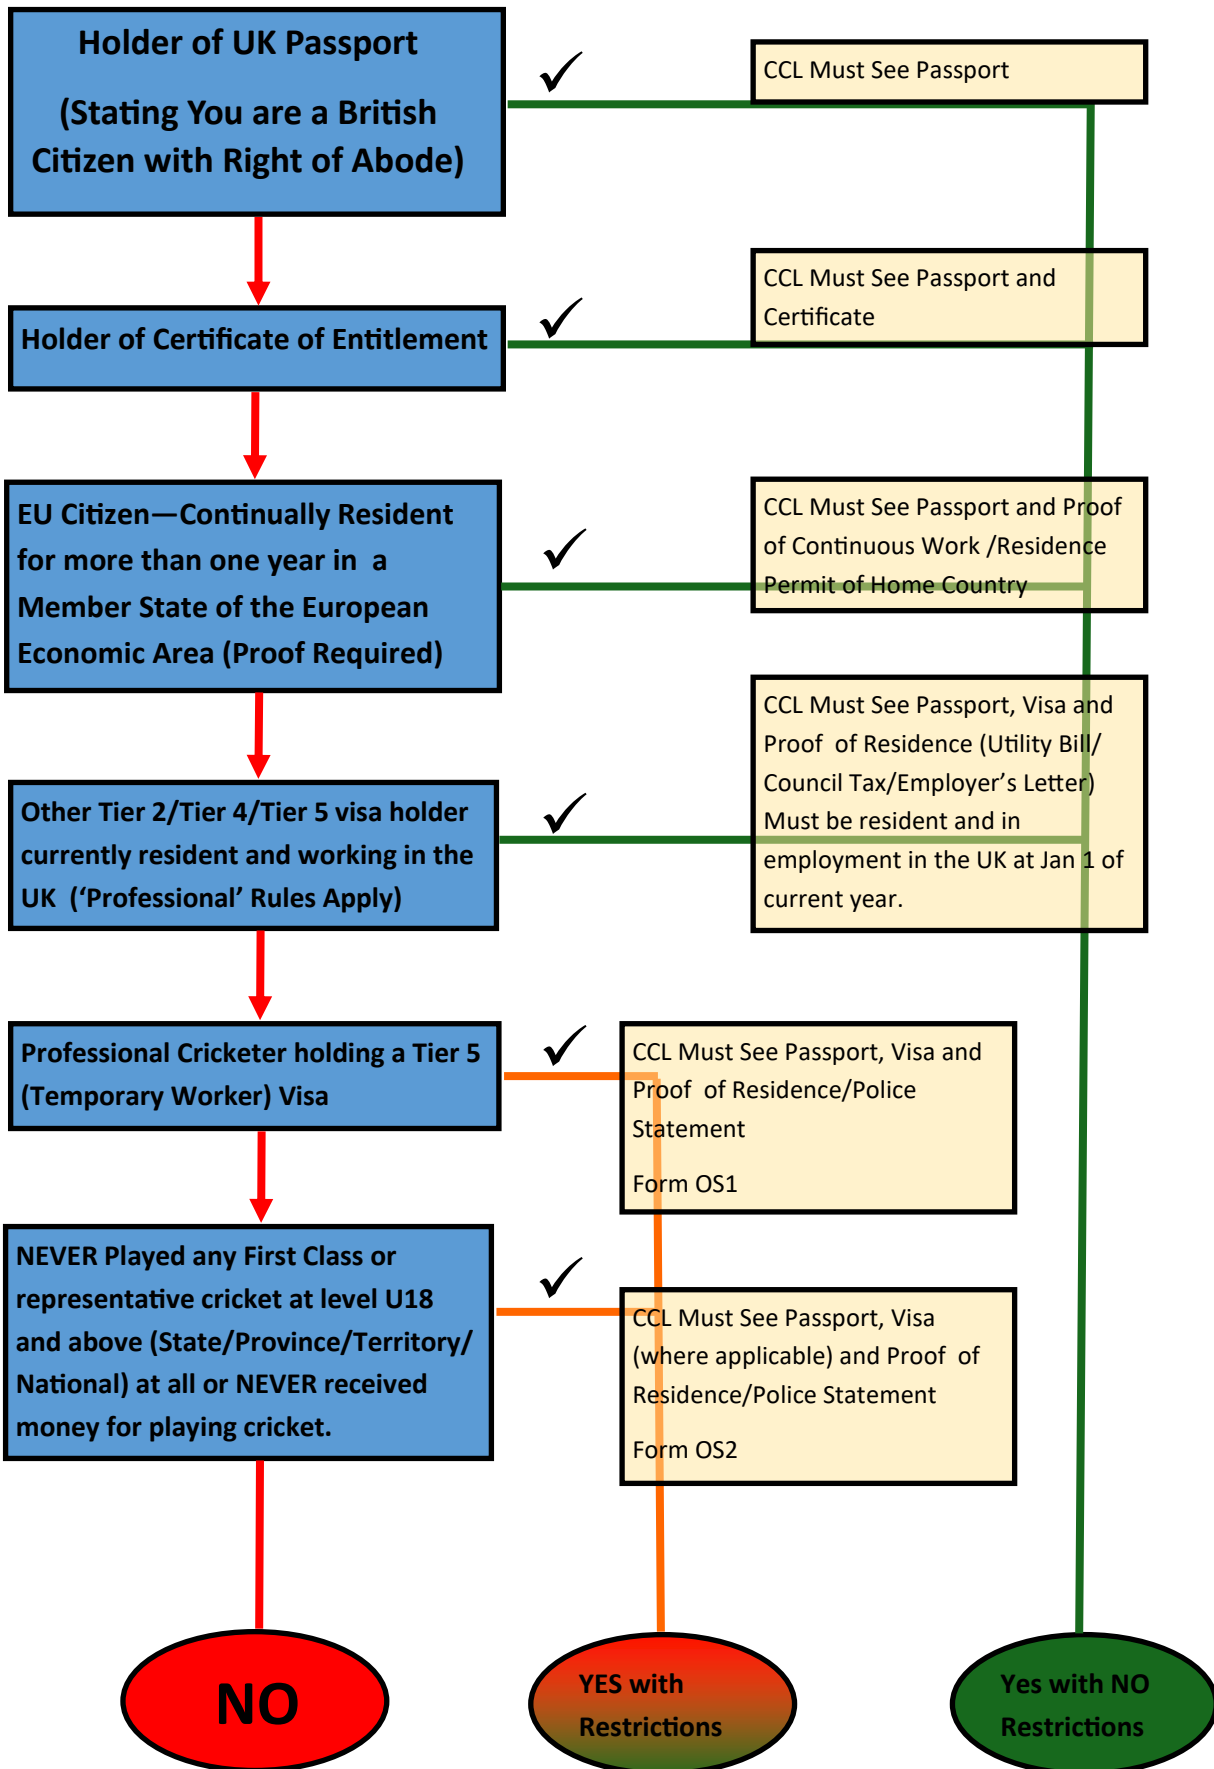 Holder of UK Passport
(Stating You are a British
Citizen with Right of Abode)
CCL Must See Passport
Holder of Certificate of Entitlement
CCL Must See Passport and
Certificate
EU Citizen—Continually Resident
for more than one year in a
Member State of the European
Economic Area (Proof Required)
CCL Must See Passport and Proof
of Continuous Work /Residence
Permit of Home Country
Other Tier 2/Tier 4/Tier 5 visa holder
currently resident and working in the
UK (‘Professional’ Rules Apply)
CCL Must See Passport, Visa and
Proof of Residence (Utility Bill/
Council Tax/Employer’s Letter)
Must be resident and in
employment in the UK at Jan 1 of
current year.
Professional Cricketer holding a Tier 5
(Temporary Worker) Visa
CCL Must See Passport, Visa and
Proof of Residence/Police
Statement
Form OS1
NEVER Played any First Class or
representative cricket at level U18
and above (State/Province/Territory/
National) at all or NEVER received
money for playing cricket.
CCL Must See Passport, Visa
(where applicable) and Proof of
Residence/Police Statement
Form OS2
NO
YES with
Restrictions
Yes with NO
Restrictions